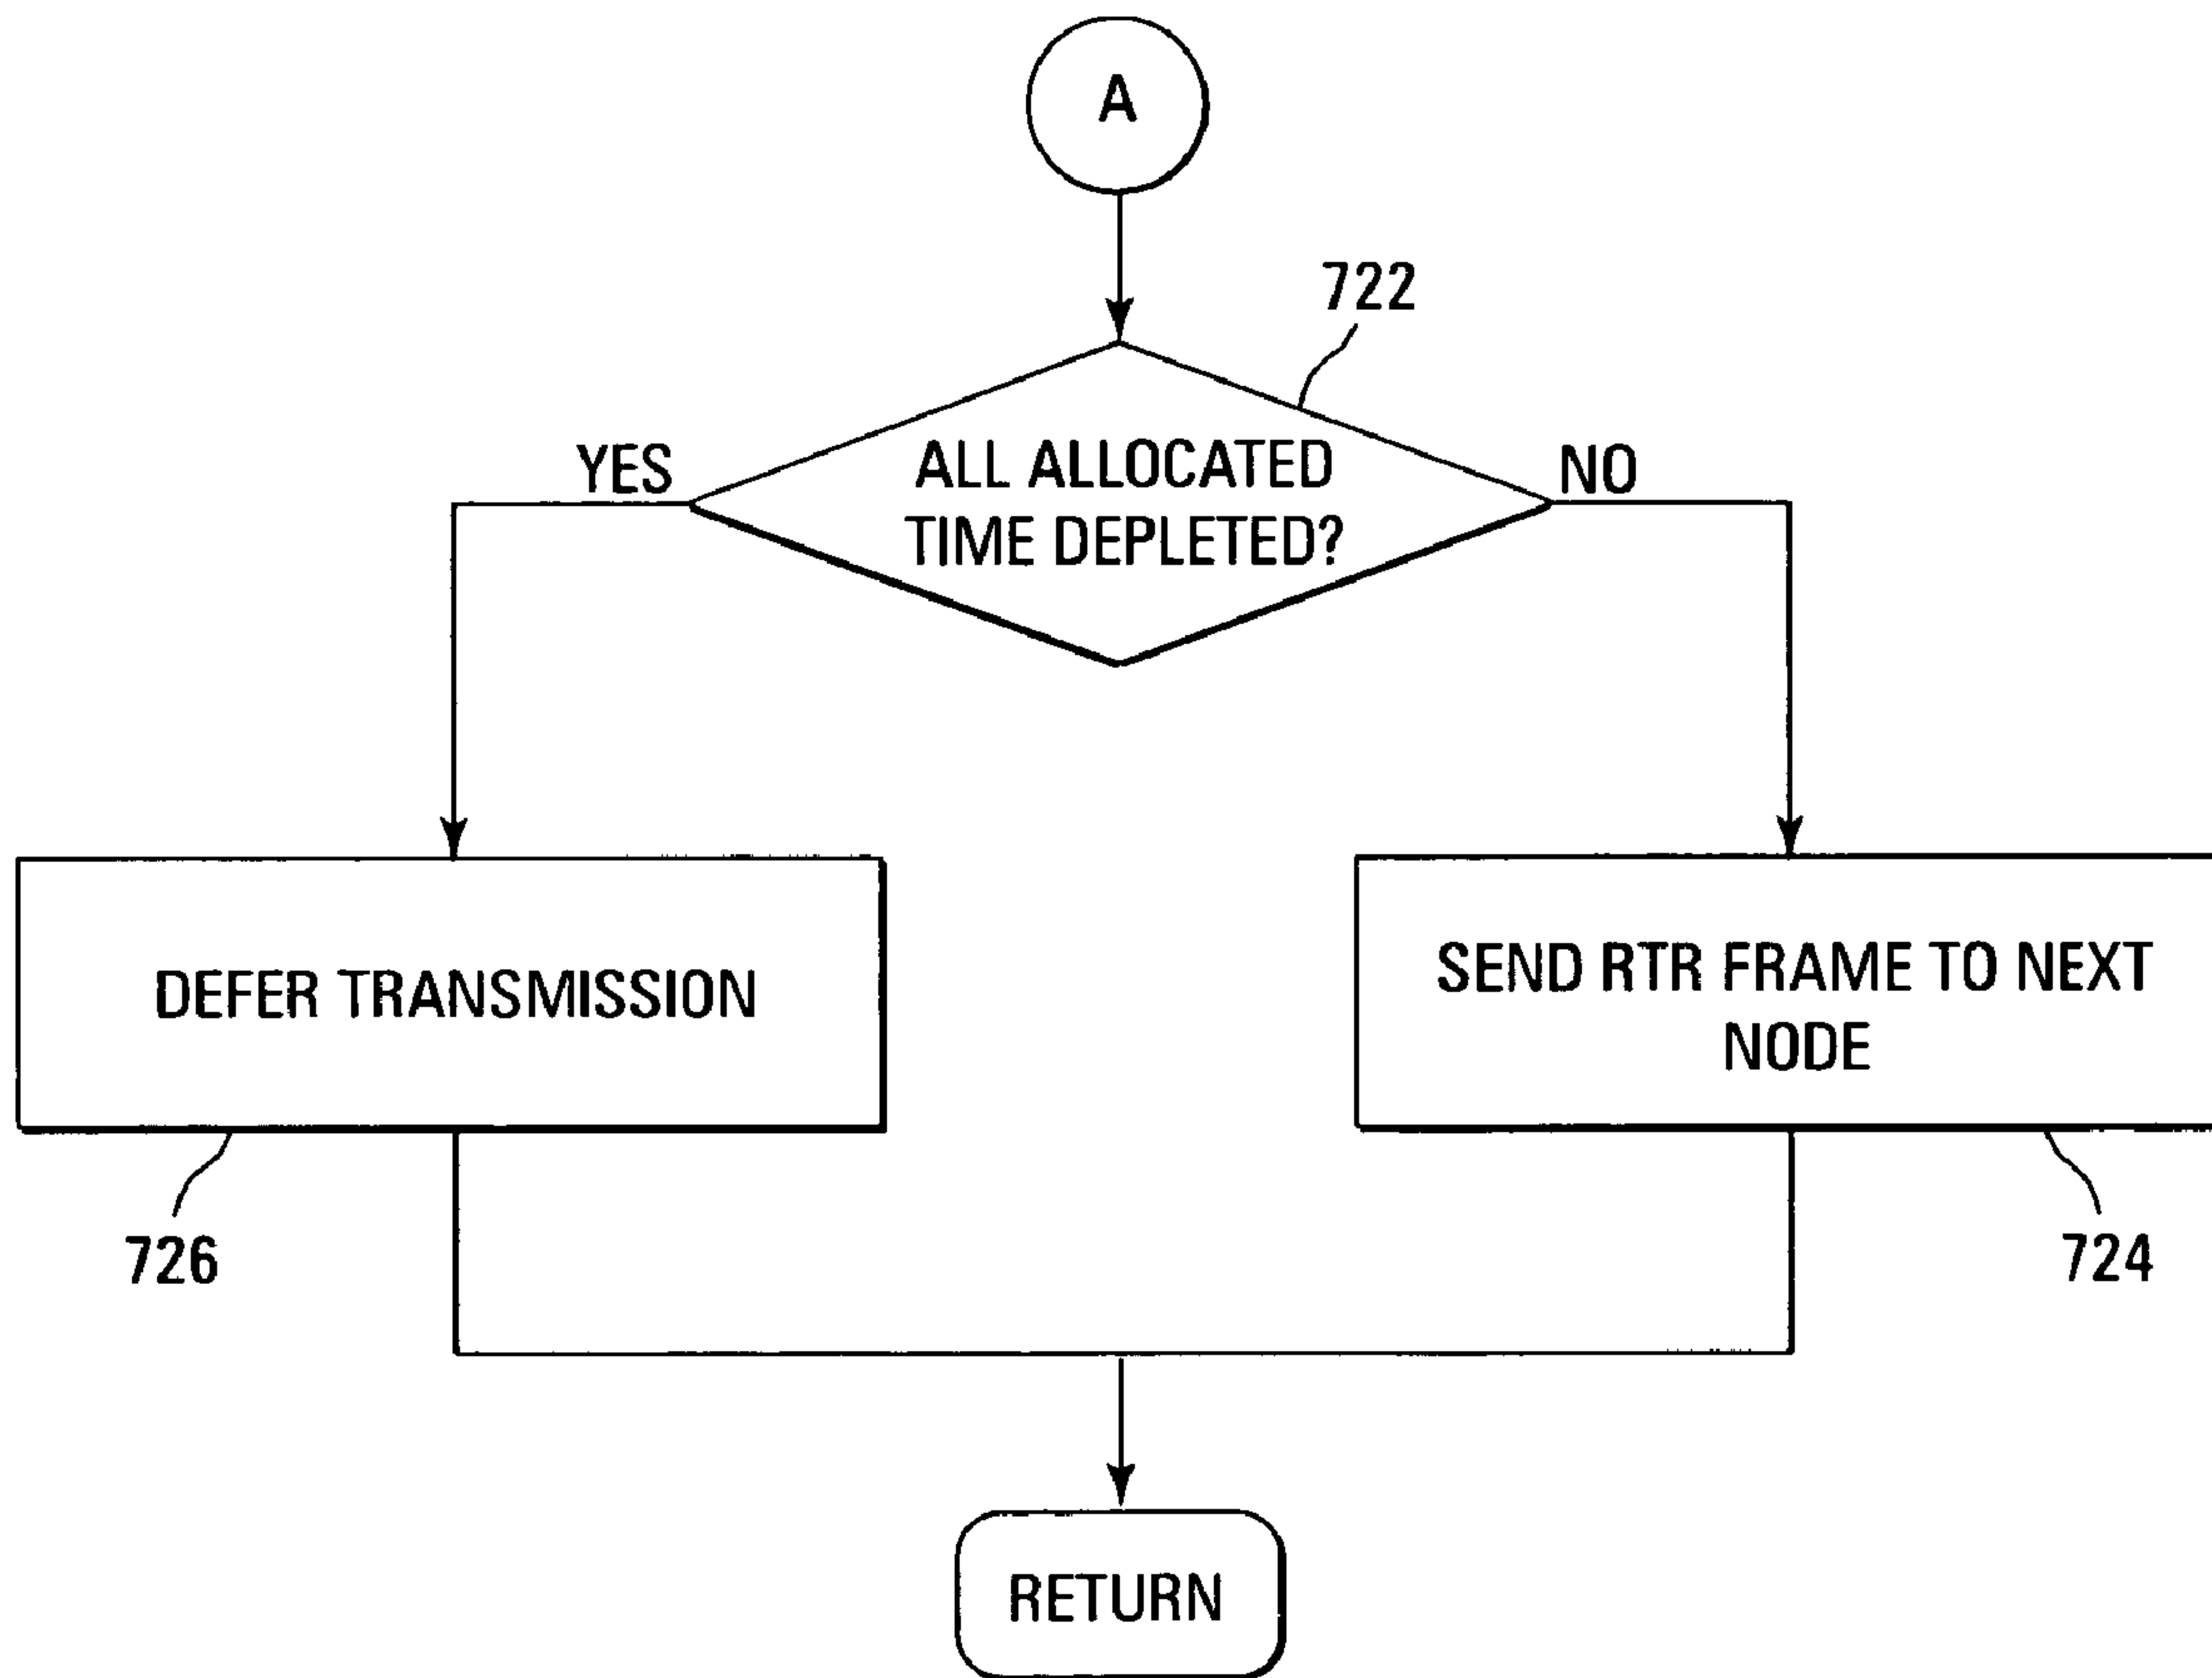 A
722
YES
ALL ALLOCATED
TIME DEPLETED?
NO
DEFER TRANSMISSION
SEND RTR FRAME TO NEXT
NODE
726
724
RETURN